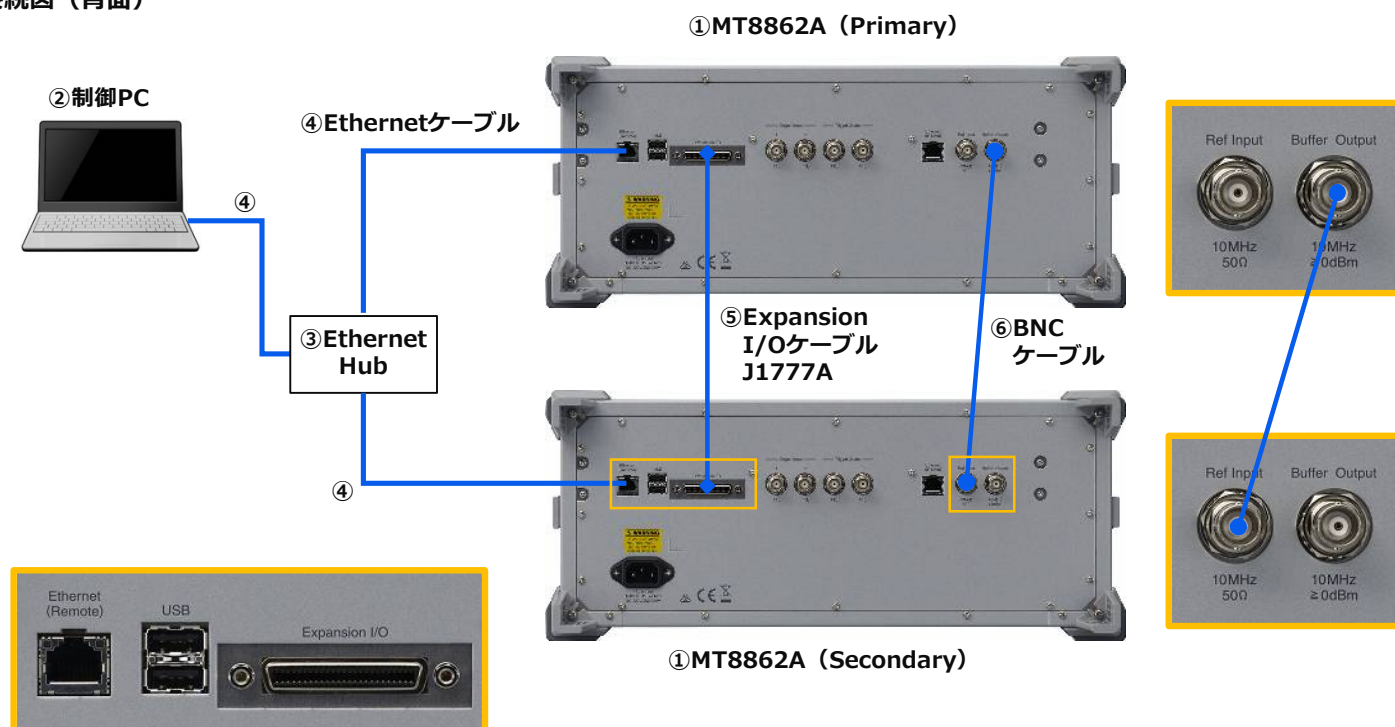 接続図（背面）
①MT8862A（Primary）
②制御PC
④Ethernetケーブル
④
③Ethernet
Hub
⑤Expansion
I/Oケーブル
J1777A
⑥BNC
ケーブル
④
①MT8862A（Secondary）
Ref Input
Buffer Output
10MHz
50Ω
10MHz
≧0dBm
Ref Input
Buffer Output
10MHz
50Ω
10MHz
≧0dBm
Ethernet
(Remote)
USB
Expansion I/O